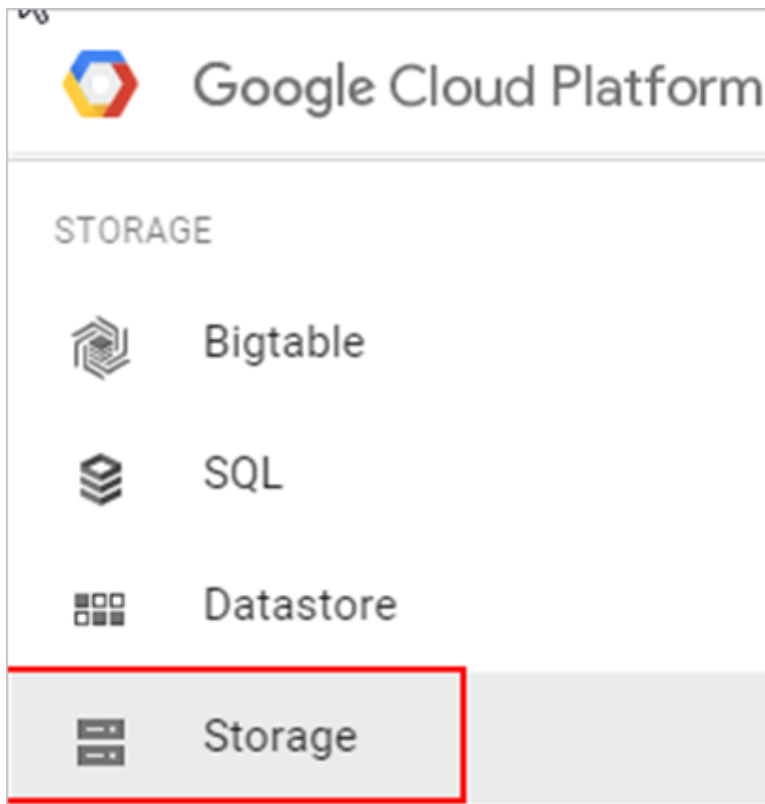 Google Cloud Platform
STORAGE
Bigtable
SQL
Datastore
Storage